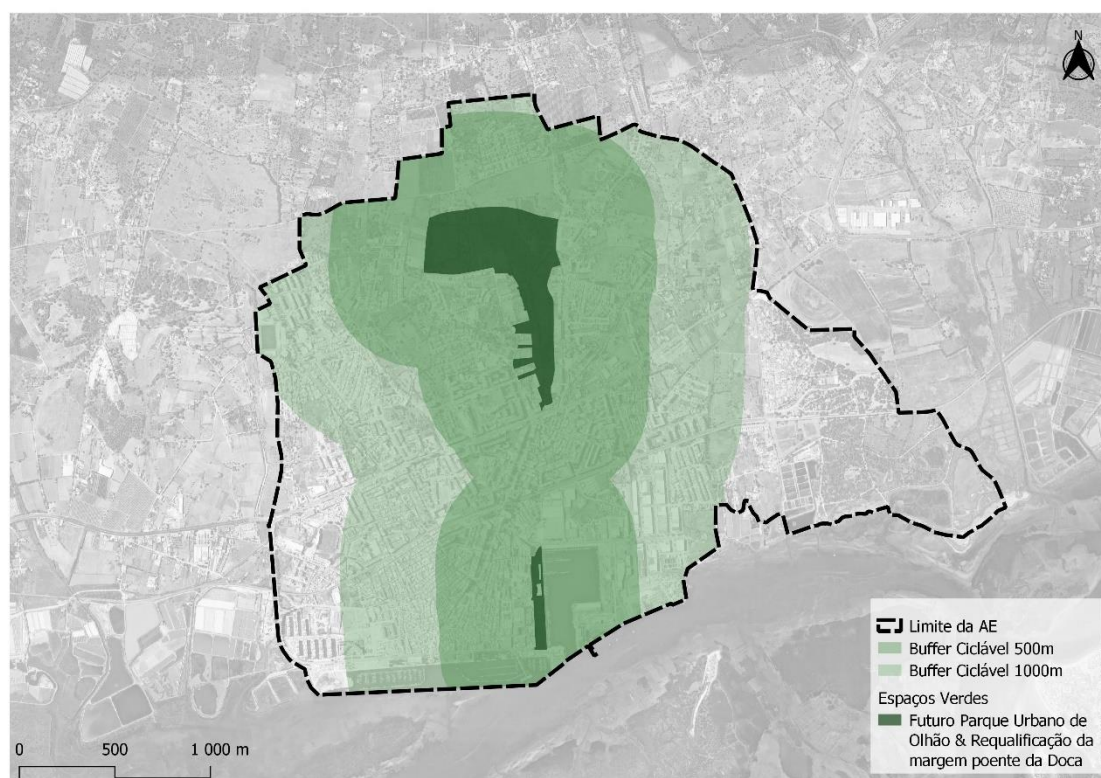 N
Limite da AE
Buffer Ciclável 500m
Buffer Ciclável 1000m
Espaços Verdes
Futuro Parque Urbano de
Olhão & Requalificação da
margem poente da Doca
0 500 1 000 m